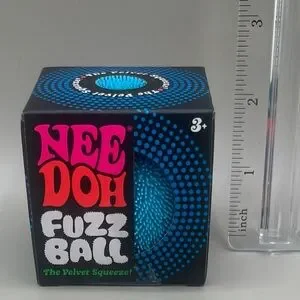 The Velvet Squeeze!
3+
NEE
DOH
FUZZ
BALL
The Velvet Squeeze!
3
2
1
inch